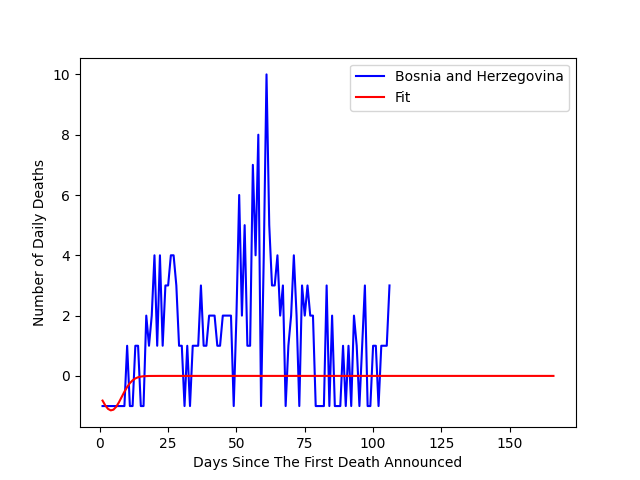 Bosnia and Herzegovina
Fit
10
8
6
4
2
0
Number of Daily Deaths
0 25 50 75 100 125 150
Days Since The First Death Announced